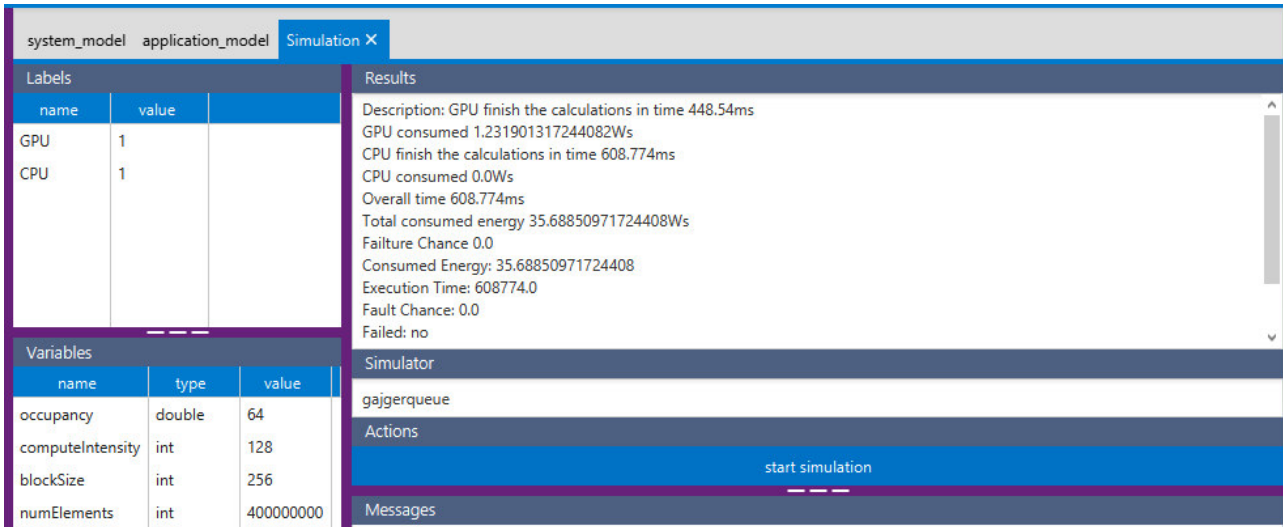 system_model application_model Simulation ✕
Labels
name value
GPU 1
CPU 1
Variables
name type value
occupancy double 64
computeIntensity int 128
blockSize int 256
numElements int 400000000
Results
Description: GPU finish the calculations in time 448.54ms
GPU consumed 1.231901317244082Ws
CPU finish the calculations in time 608.774ms
CPU consumed 0.0Ws
Overall time 608.774ms
Total consumed energy 35.68850971724408Ws
Failture Chance 0.0
Consumed Energy: 35.68850971724408
Execution Time: 608774.0
Fault Chance: 0.0
Failed: no
Simulator
gajgerqueue
Actions
start simulation
Messages